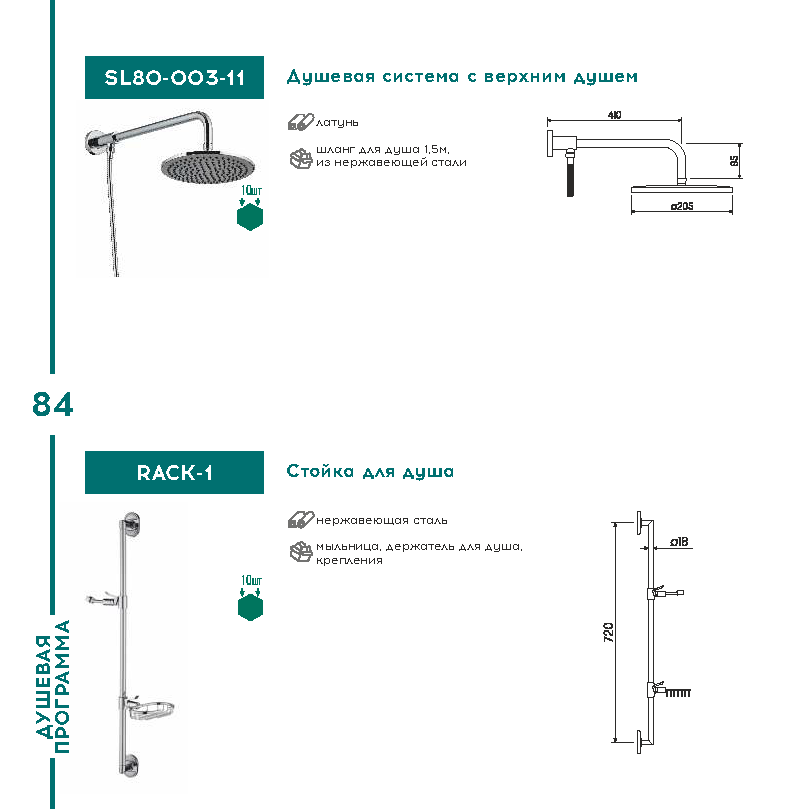 SL80-003-11
Душевая система с верхним душем
латунь
шланг для душа 1,5м,
из нержавеющей стали
10шт
410
85
ø205
84
RACK-1
Стойка для душа
нержавеющая сталь
мыльница, держатель для душа,
крепления
10шт
ø18
720
ДУШЕВАЯ
ПРОГРАММА